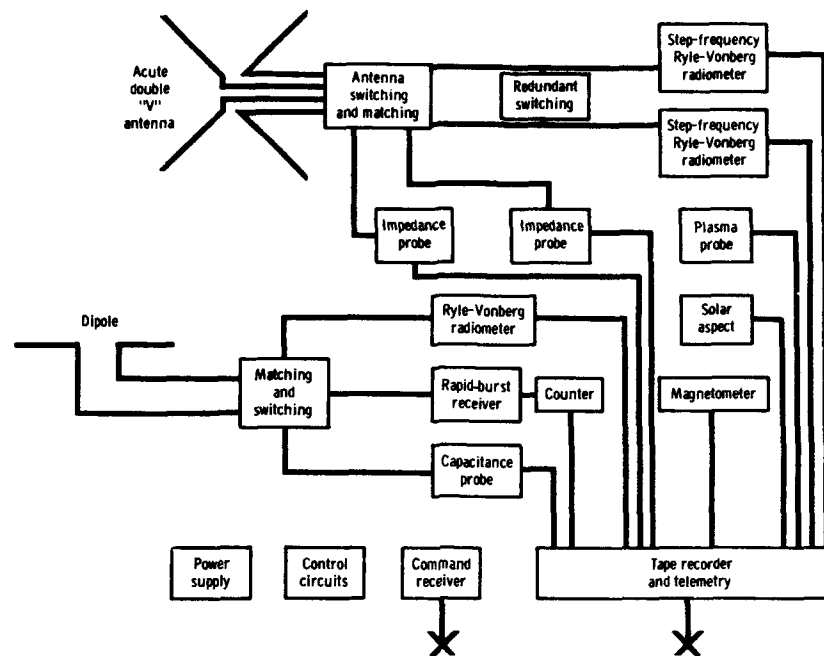 Acute
double
"V"
antenna
Antenna
switching
and matching
Redundant
switching
Step-frequency
Ryle-Vonberg
radiometer
Step-frequency
Ryle-Vonberg
radiometer
Impedance
probe
Impedance
probe
Plasma
probe
Dipole
Ryle-Vonberg
radiometer
Solar
aspect
Matching
and
switching
Rapid-burst
receiver
Counter
Magnetometer
Capacitance
probe
Power
supply
Control
circuits
Command
receiver
Tape recorder
and telemetry